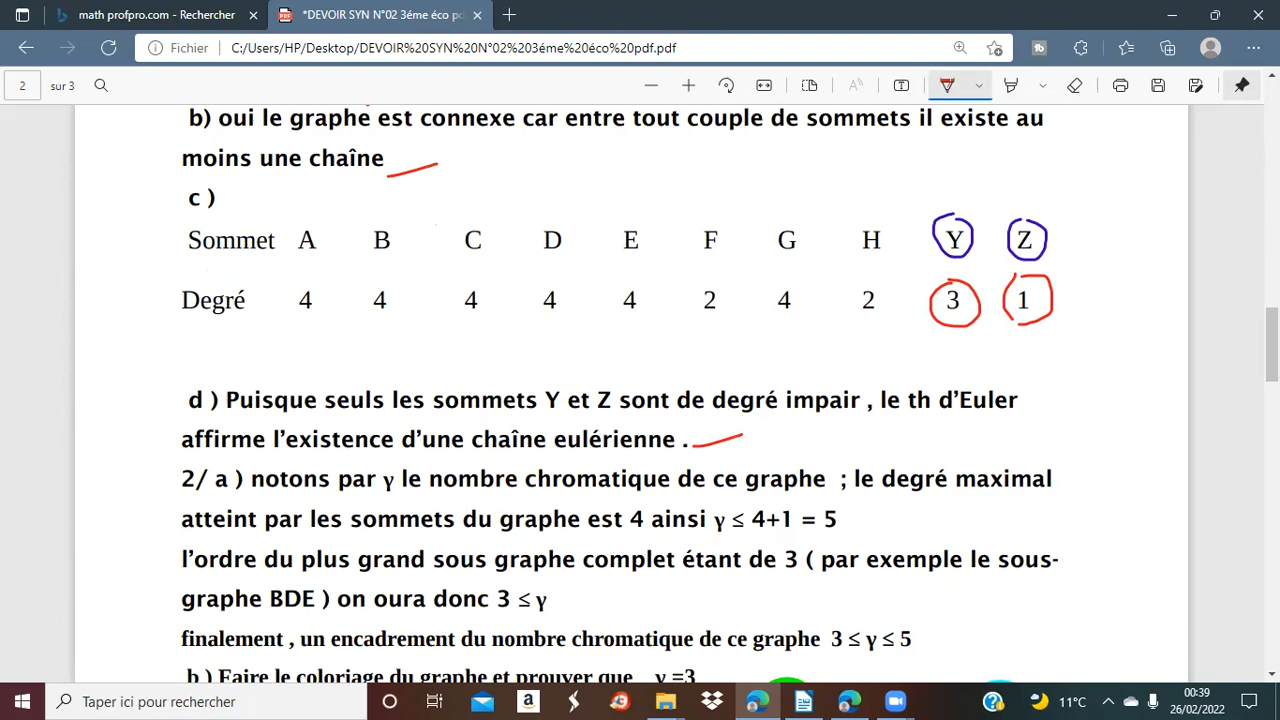 math profpro.com - Rechercher
*DEVOIR SYN N°02 3éme éco pd
Fichier
C:/Users/HP/Desktop/DEVOIR%20SYN%20N°02%203éme%20éco%20pdf.pdf
2 sur 3
b) oui le graphe est connexe car entre tout couple de sommets il existe au
moins une chaîne
c )
Sommet A B C D E F G H Y Z
Degré 4 4 4 4 4 2 4 2 3 1
d ) Puisque seuls les sommets Y et Z sont de degré impair , le th d’Euler
affirme l’existence d’une chaîne eulérienne .
2/ a ) notons par γ le nombre chromatique de ce graphe ; le degré maximal
atteint par les sommets du graphe est 4 ainsi γ ≤ 4+1 = 5
l’ordre du plus grand sous graphe complet étant de 3 ( par exemple le sous-
graphe BDE ) on oura donc 3 ≤ γ
finalement , un encadrement du nombre chromatique de ce graphe 3 ≤ γ ≤ 5
b ) Faire le coloriage du graphe et prouver que γ =3
Taper ici pour rechercher
11°C
00:39
26/02/2022